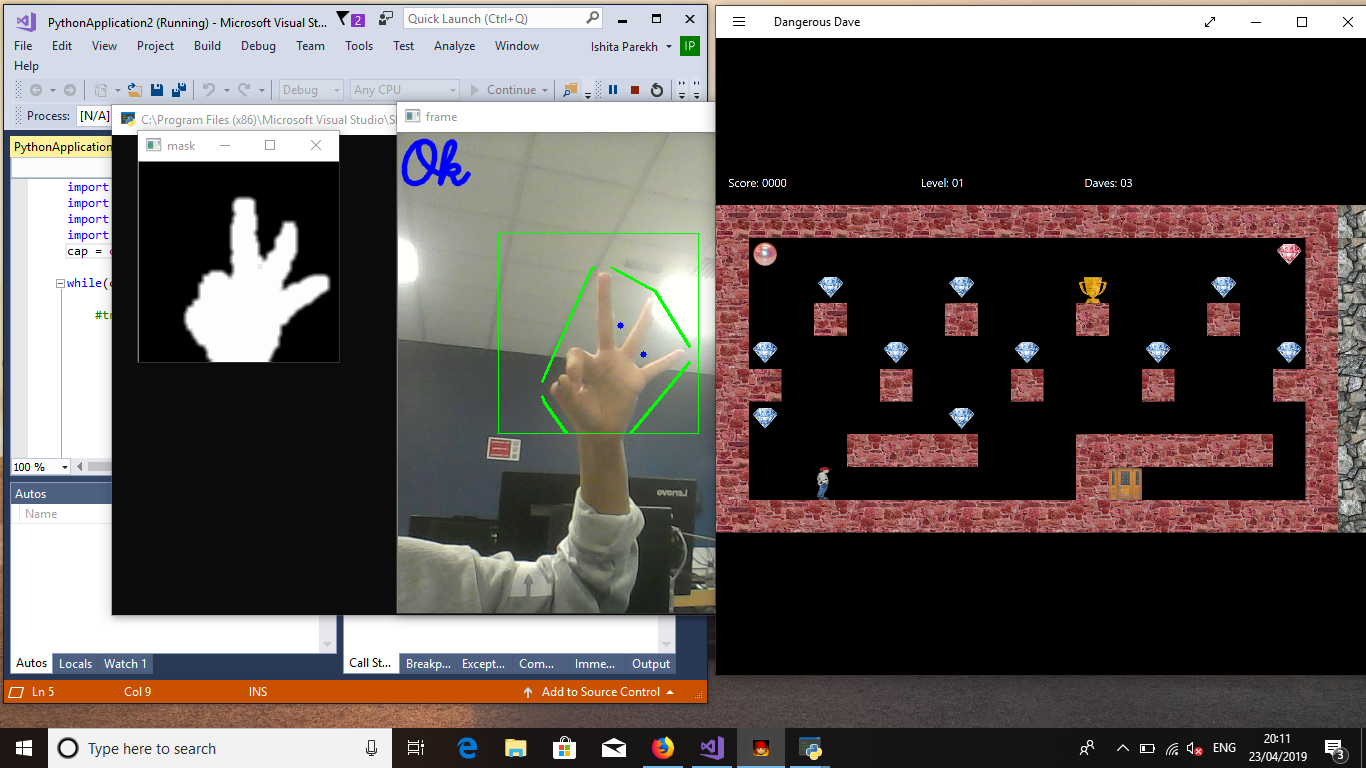 PythonApplication2 (Running) - Microsoft Visual St...
2
Quick Launch (Ctrl+Q)
File Edit View Project Build Debug Team Tools Test Analyze Window
Ishita Parekh
IP
Help
Debug
Any CPU
Continue
Process: [N/A]
C:\Program Files (x86)\Microsoft Visual Studio\S
frame
mask
PythonApplication
Ok
import
import
import
import
cap =
while(
100 %
Autos
Name
Lenovo
Autos Locals Watch 1
Call St... Breakp... Except... Com... Imme... Output
Ln 5 Col 9 INS
Add to Source Control
Dangerous Dave
Score: 0000 Level: 01 Daves: 03
Type here to search
ENG
20:11
23/04/2019
3